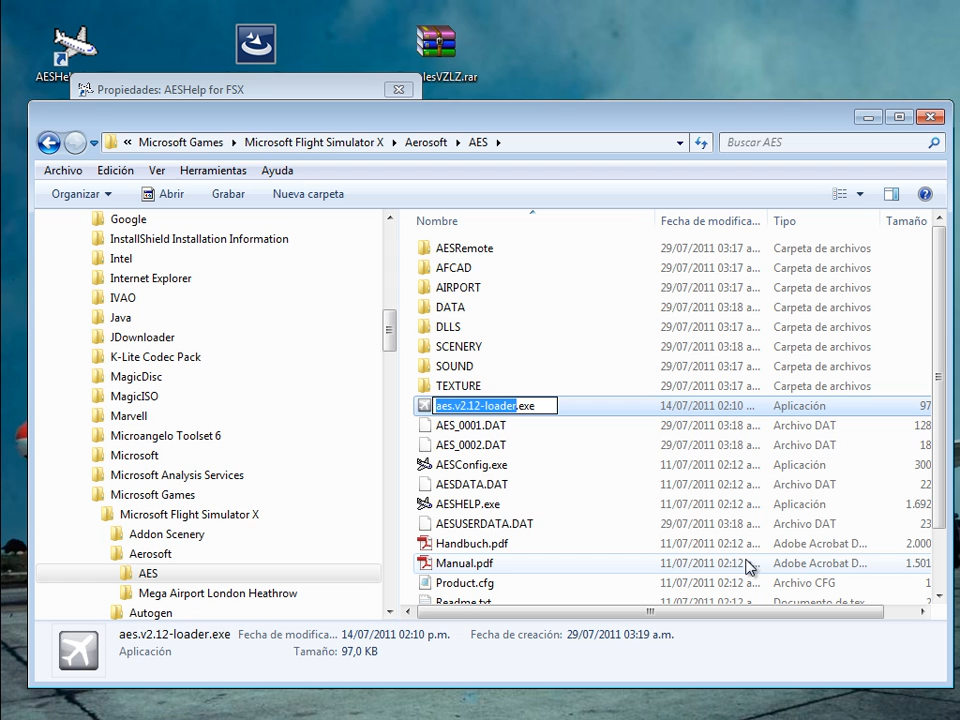 AESHe
lesVZLZ.rar
Propiedades: AESHelp for FSX
« Microsoft Games Microsoft Flight Simulator X Aerosoft AES
Buscar AES
Archivo Edición Ver Herramientas Ayuda
Organizar Abrir Grabar Nueva carpeta
Google
InstallShield Installation Information
Intel
Internet Explorer
IVAO
Java
JDownloader
K-Lite Codec Pack
MagicDisc
MagicISO
Marvell
Microangelo Toolset 6
Microsoft
Microsoft Analysis Services
Microsoft Games
Microsoft Flight Simulator X
Addon Scenery
Aerosoft
AES
Mega Airport London Heathrow
Autogen
Nombre Fecha de modifica... Tipo Tamaño
AESRemote 29/07/2011 03:17 a... Carpeta de archivos
AFCAD 29/07/2011 03:17 a... Carpeta de archivos
AIRPORT 29/07/2011 03:17 a... Carpeta de archivos
DATA 29/07/2011 03:18 a... Carpeta de archivos
DLLS 29/07/2011 03:17 a... Carpeta de archivos
SCENERY 29/07/2011 03:17 a... Carpeta de archivos
SOUND 29/07/2011 03:17 a... Carpeta de archivos
TEXTURE 29/07/2011 03:17 a... Carpeta de archivos
aes.v2.12-loader.exe 14/07/2011 02:10 ... Aplicación 97
AES_0001.DAT 29/07/2011 03:18 a... Archivo DAT 128
AES_0002.DAT 29/07/2011 03:18 a... Archivo DAT 18
AESConfig.exe 11/07/2011 02:12 a... Aplicación 300
AESDATA.DAT 11/07/2011 02:12 a... Archivo DAT 22
AESHELP.exe 11/07/2011 02:12 a... Aplicación 1.692
AESUSERDATA.DAT 29/07/2011 03:18 a... Archivo DAT 23
Handbuch.pdf 11/07/2011 02:12 a... Adobe Acrobat D... 2.000
Manual.pdf 11/07/2011 02:12 a... Adobe Acrobat D... 1.501
Product.cfg 11/07/2011 02:12 a... Archivo CFG 1
Readme.txt 11/07/2011 02:12 a... Documento de tex... 2
aes.v2.12-loader.exe Fecha de modifica... 14/07/2011 02:10 p.m. Fecha de creación: 29/07/2011 03:19 a.m.
Aplicación Tamaño: 97,0 KB